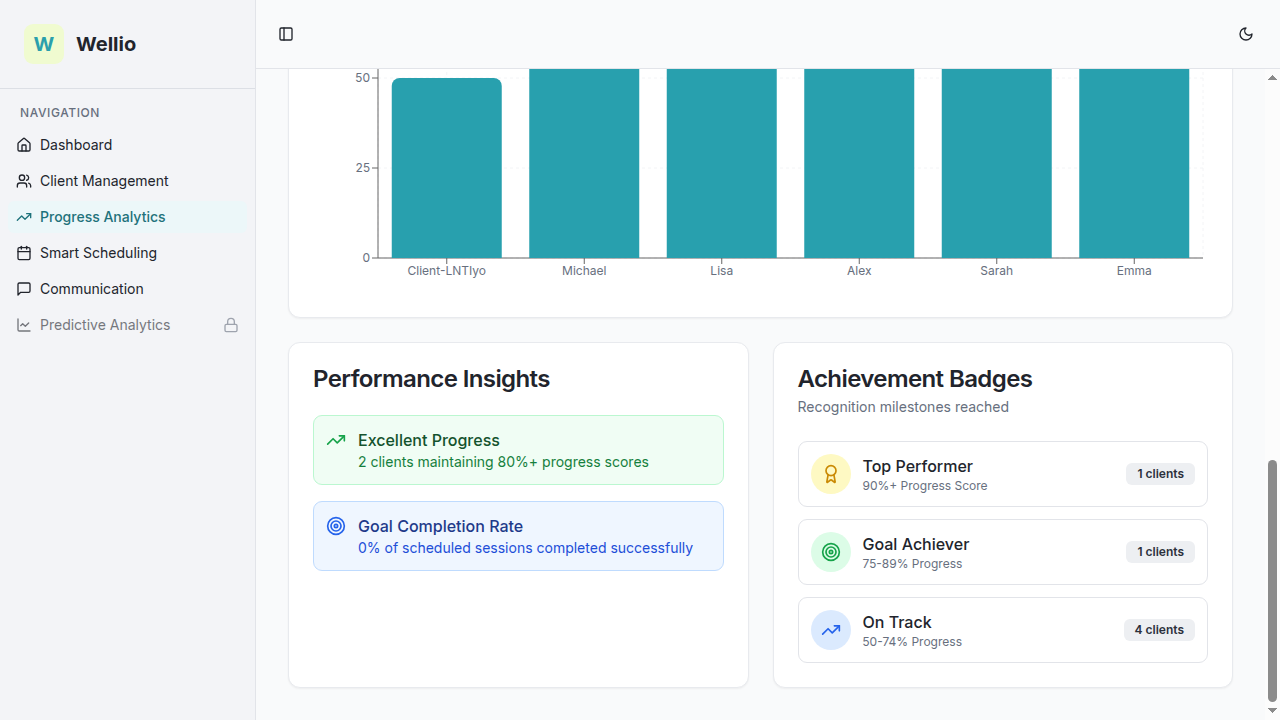 W
Wellio
NAVIGATION
Dashboard
Client Management
Progress Analytics
Smart Scheduling
Communication
Predictive Analytics
50
25
0
Client-LNTIyo
Michael
Lisa
Alex
Sarah
Emma
Performance Insights
Excellent Progress
2 clients maintaining 80%+ progress scores
Goal Completion Rate
0% of scheduled sessions completed successfully
Achievement Badges
Recognition milestones reached
Top Performer
90%+ Progress Score
1 clients
Goal Achiever
75-89% Progress
1 clients
On Track
50-74% Progress
4 clients